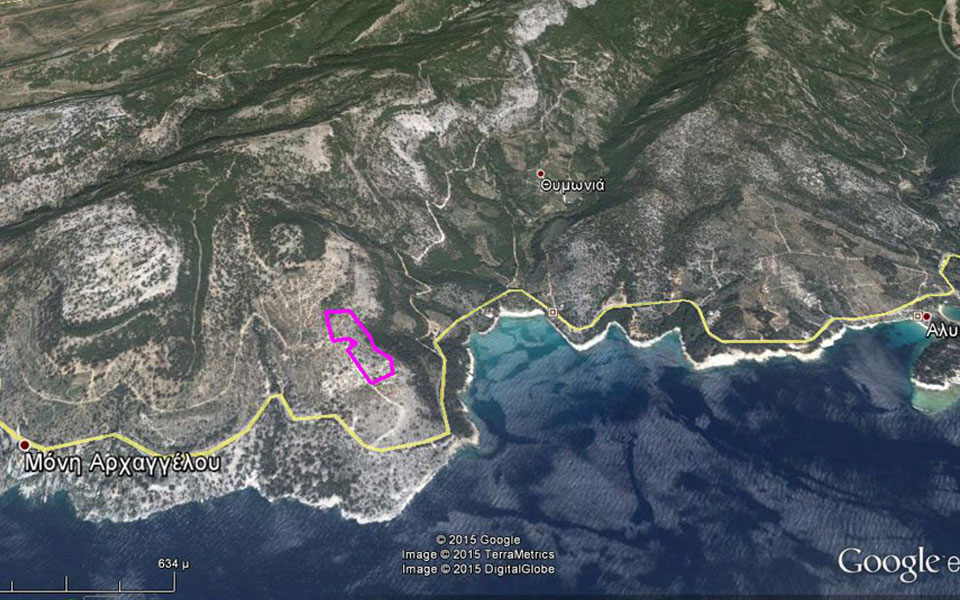 Θυμωνιά
Αλυ
Μόνη Αρχαγγέλου
© 2015 Google
Image © 2015 TerraMetrics
Image © 2015 DigitalGlobe
634 μ
Google e